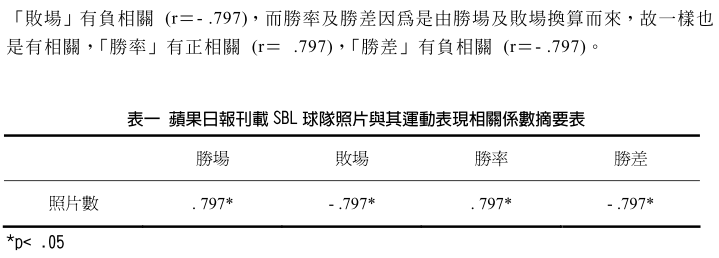 「敗場」有負相關 (r=- .797)，而勝率及勝差因為是由勝場及敗場換算而來，故一樣也
是有相關，「勝率」有正相關 (r= .797)，「勝差」有負相關 (r=- .797)。
表一 蘋果日報刊載 SBL 球隊照片與其運動表現相關係數摘要表
勝場 敗場 勝率 勝差
照片數 .797* -.797* .797* -.797*
*p< .05